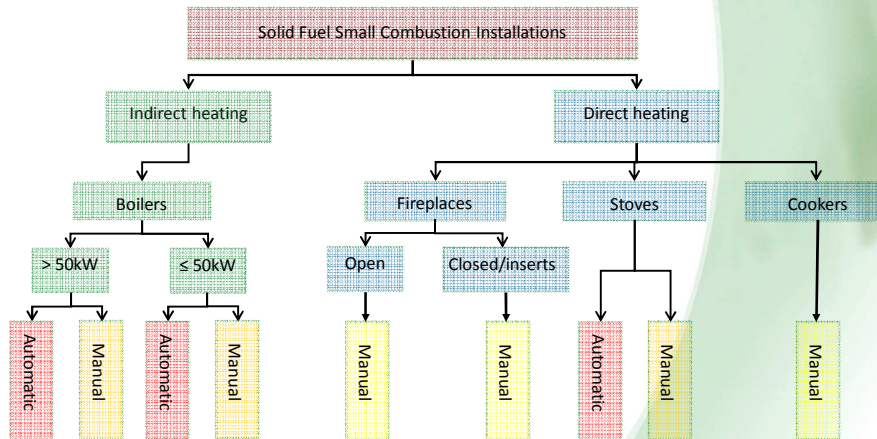 Solid Fuel Small Combustion Installations
Indirect heating
Direct heating
Boilers
Fireplaces
Stoves
Cookers
> 50kW
≤ 50kW
Open
Closed/inserts
Automatic
Manual
Automatic
Manual
Manual
Manual
Automatic
Manual
Manual